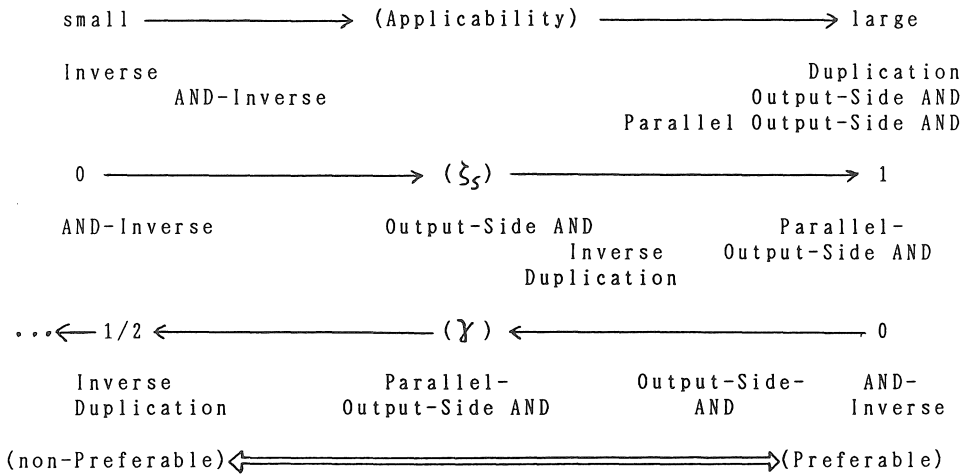 small ⟶ (Applicability) ⟶ large
Inverse Duplication
AND-Inverse Output-Side AND
Parallel Output-Side AND
0 ⟶ (ζs) ⟶ 1
AND-Inverse Output-Side AND Parallel-
Inverse Output-Side AND
Duplication
...← 1/2 ⟵ (γ) ⟵ 0
Inverse Parallel- Output-Side- AND-
Duplication Output-Side AND AND Inverse
(non-Preferable)⟺(Preferable)